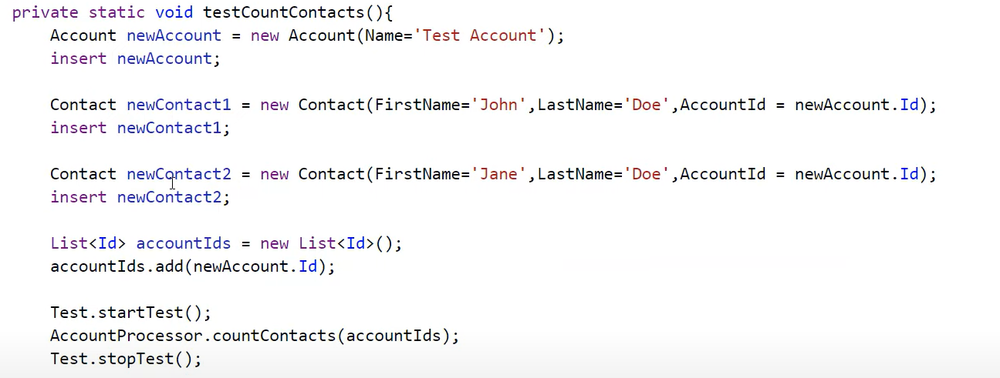 private static void testCountContacts(){
Account newAccount = new Account(Name='Test Account');
insert newAccount;
Contact newContact1 = new Contact(FirstName='John',LastName='Doe',AccountId = newAccount.Id);
insert newContact1;
Contact newContact2 = new Contact(FirstName='Jane',LastName='Doe',AccountId = newAccount.Id);
insert newContact2;
List<Id> accountIds = new List<Id>();
accountIds.add(newAccount.Id);
Test.startTest();
AccountProcessor.countContacts(accountIds);
Test.stopTest();